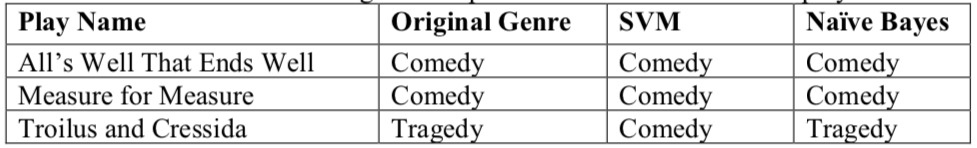 Play Name Original Genre SVM Naïve Bayes
All's Well That Ends Well Comedy Comedy Comedy
Measure for Measure Comedy Comedy Comedy
Troilus and Cressida Tragedy Comedy Tragedy